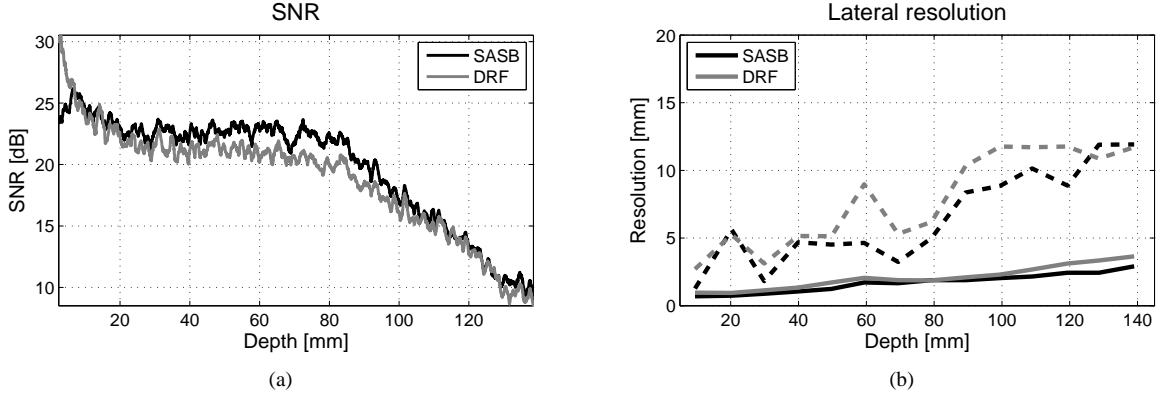 SNR
30
25
20
15
10
SNR [dB]
SASB
DRF
20 40 60 80 100 120
Depth [mm]
(a)
Lateral resolution
20
15
10
5
0
Resolution [mm]
SASB
DRF
20 40 60 80 100 120 140
Depth [mm]
(b)